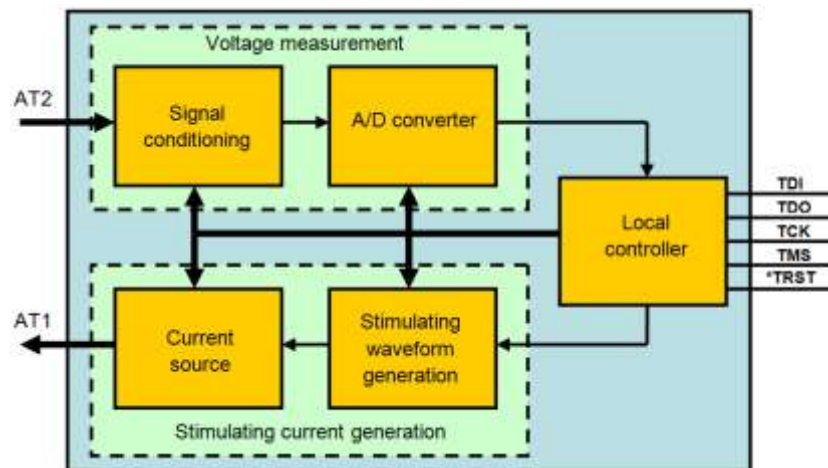 Voltage measurement
AT2
Signal
conditioning
A/D converter
Local
controller
TDI
TDO
TCK
TMS
*TRST
AT1
Current
source
Stimulating
waveform
generation
Stimulating current generation